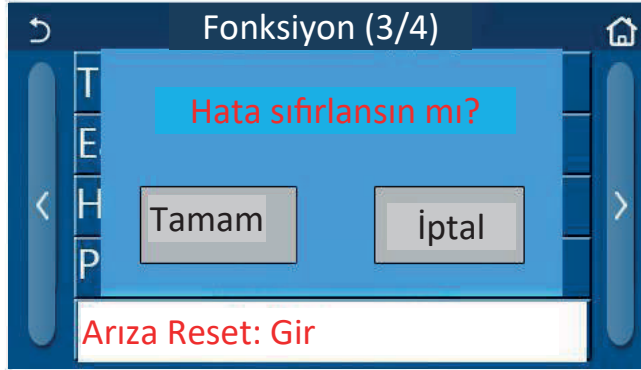 Fonksiyon (3/4)
T
Hata sıfırlansın mı?
E
H
Tamam
İptal
P
Arıza Reset: Gir